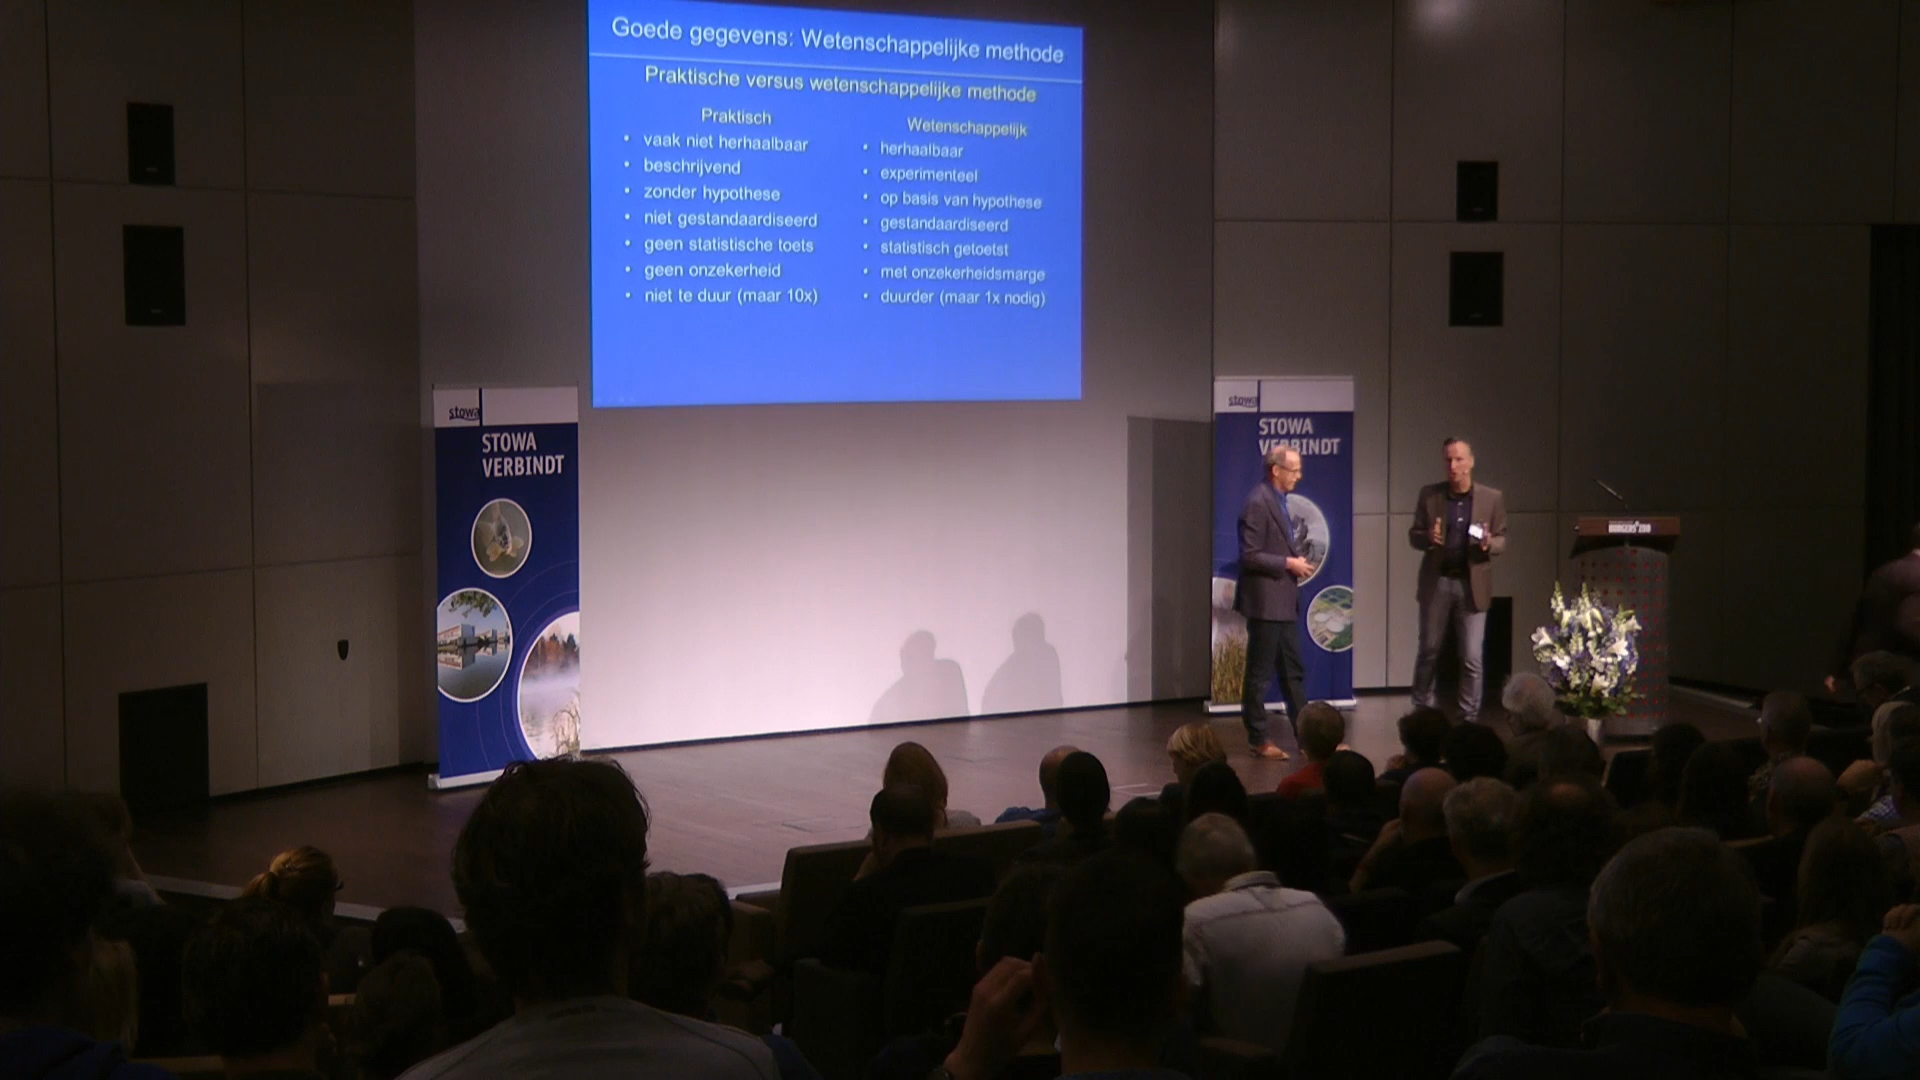 Goede gegevens: Wetenschappelijke methode
Praktische versus wetenschappelijke methode
Praktisch
• vaak niet herhaalbaar
• beschrijvend
• zonder hypothese
• niet gestandaardiseerd
• geen statistische toets
• geen onzekerheid
• niet te duur (maar 10x)
Wetenschappelijk
• herhaalbaar
• experimenteel
• op basis van hypothese
• gestandaardiseerd
• statistisch getoetst
• met onzekerheidsmarge
• duurder (maar 1x nodig)
stowa
STOWA
VERBINDT
stowa
STOWA
VERBINDT
BURGERS' ZOO